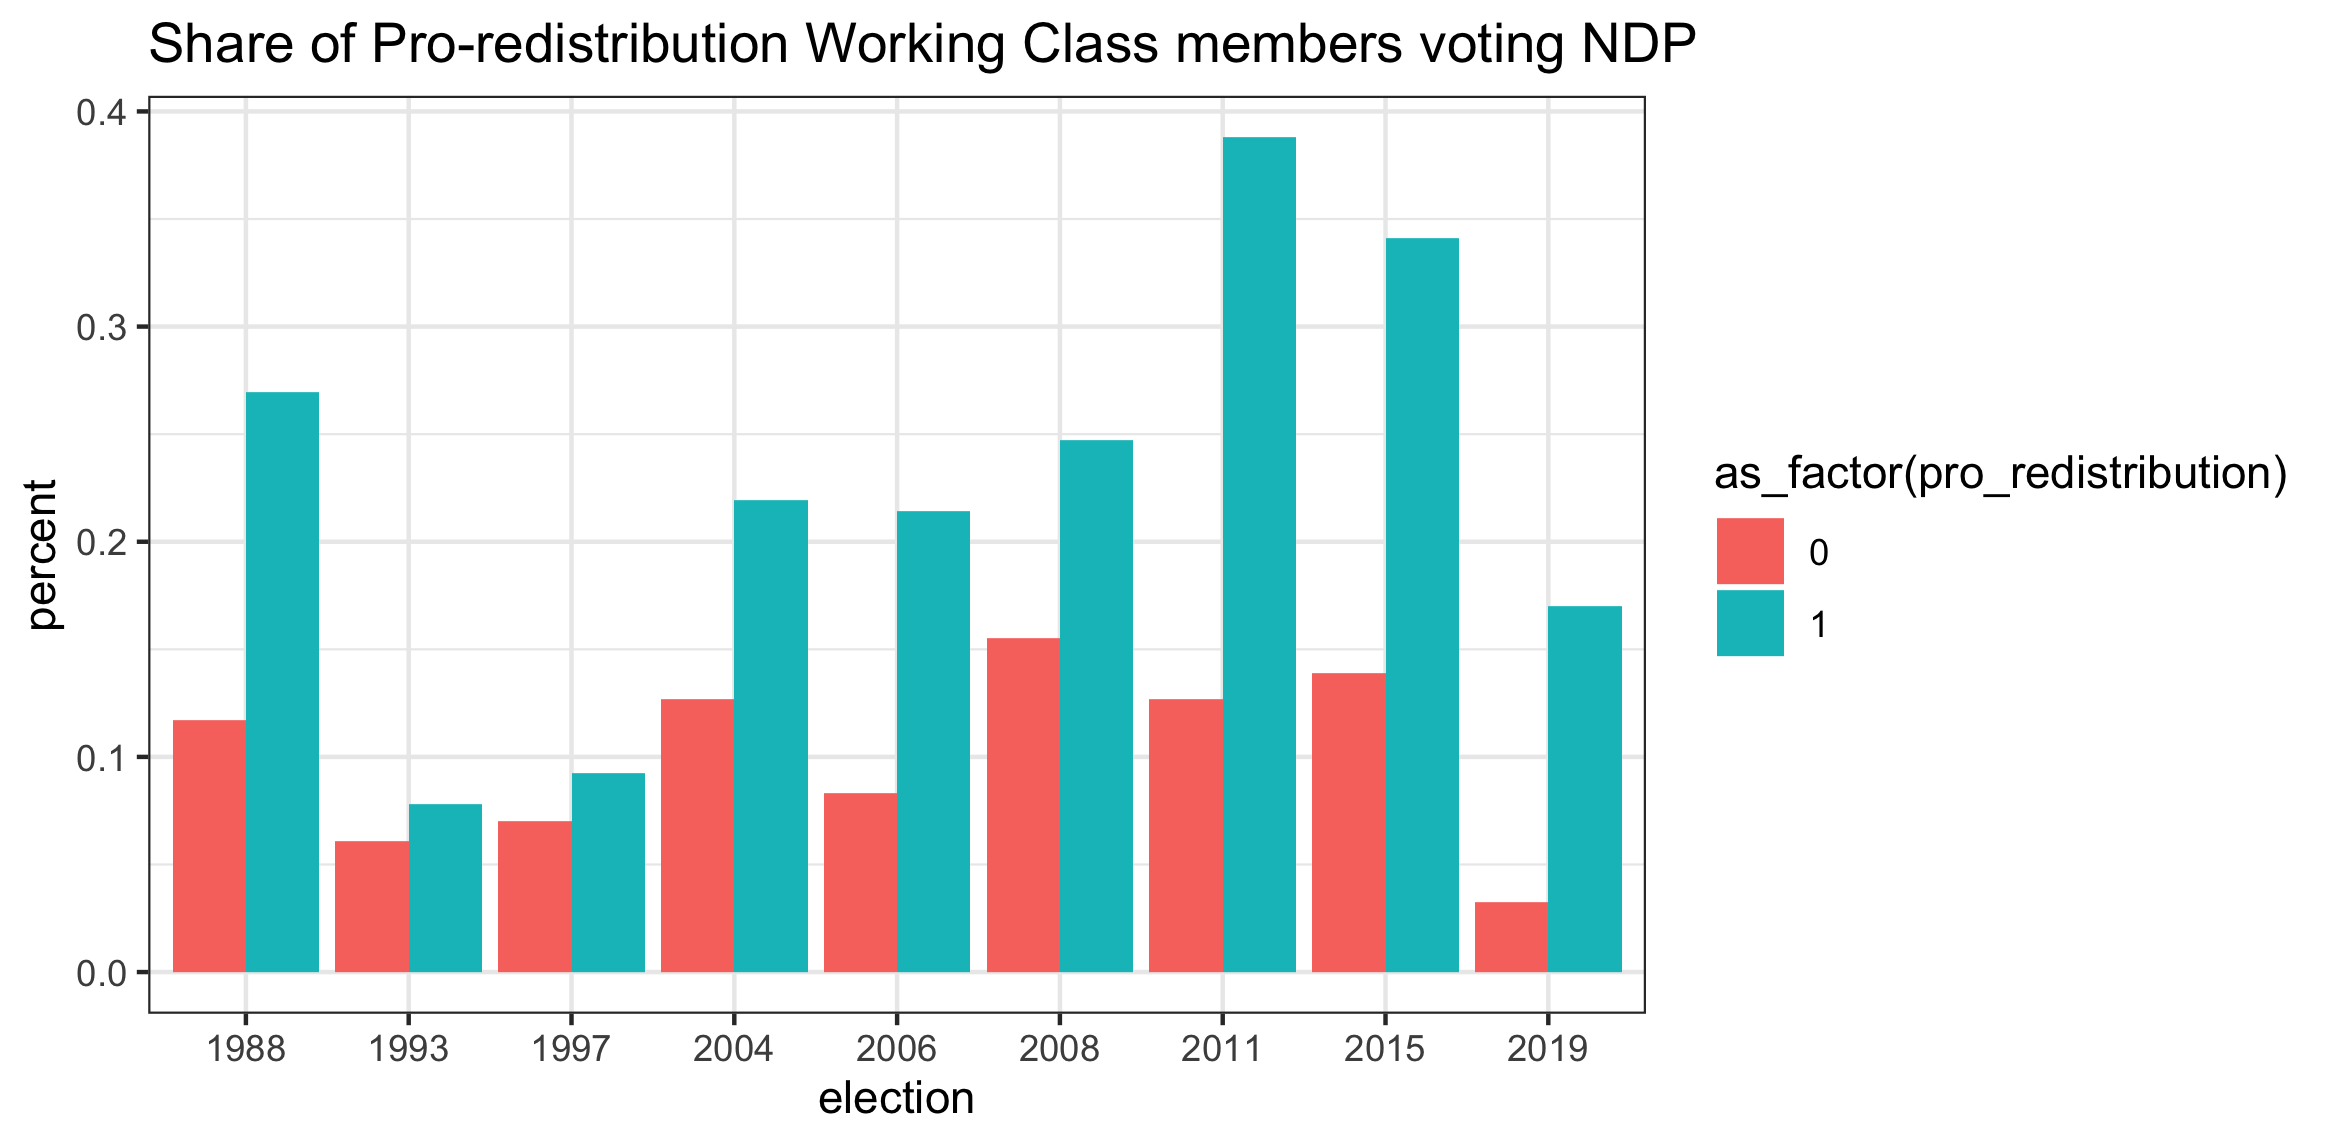 Share of Pro-redistribution Working Class members voting NDP
0.4
0.3
0.2
0.1
0.0
percent
1988 1993 1997 2004 2006 2008 2011 2015 2019
election
as_factor(pro_redistribution)
0
1